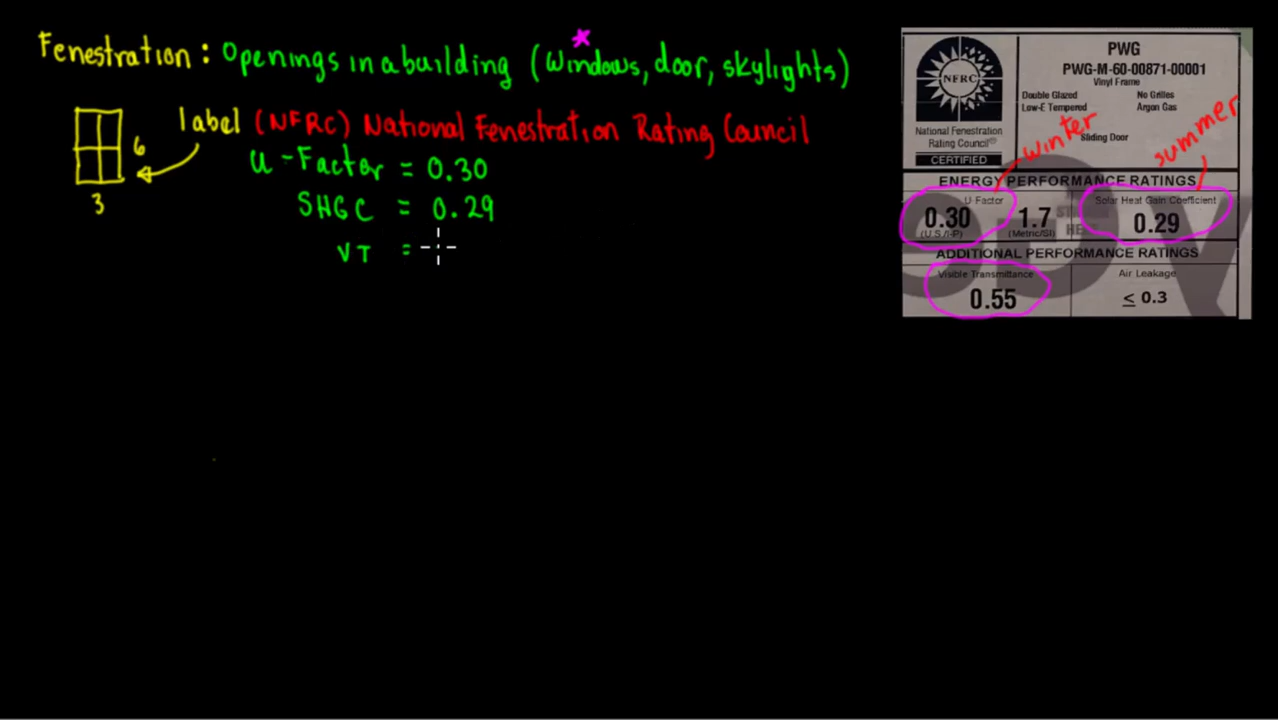 Fenestration: Openings in a building (windows, door, skylights)
label (NFRC) National Fenestration Rating Council
6
3
U-Factor = 0.30
SHGC = 0.29
VT =
NFRC
National Fenestration
Rating Council
CERTIFIED
PWG
PWG-M-60-00871-00001
Vinyl Frame
Double Glazed No Grilles
Low-E Tempered Argon Gas
Sliding Door
winter
summer
ENERGY PERFORMANCE RATINGS
U-Factor
0.30 1.7
(U.S./I-P) (Metric/SI)
Solar Heat Gain Coefficient
0.29
ADDITIONAL PERFORMANCE RATINGS
Visible Transmittance
0.55
Air Leakage
≤ 0.3